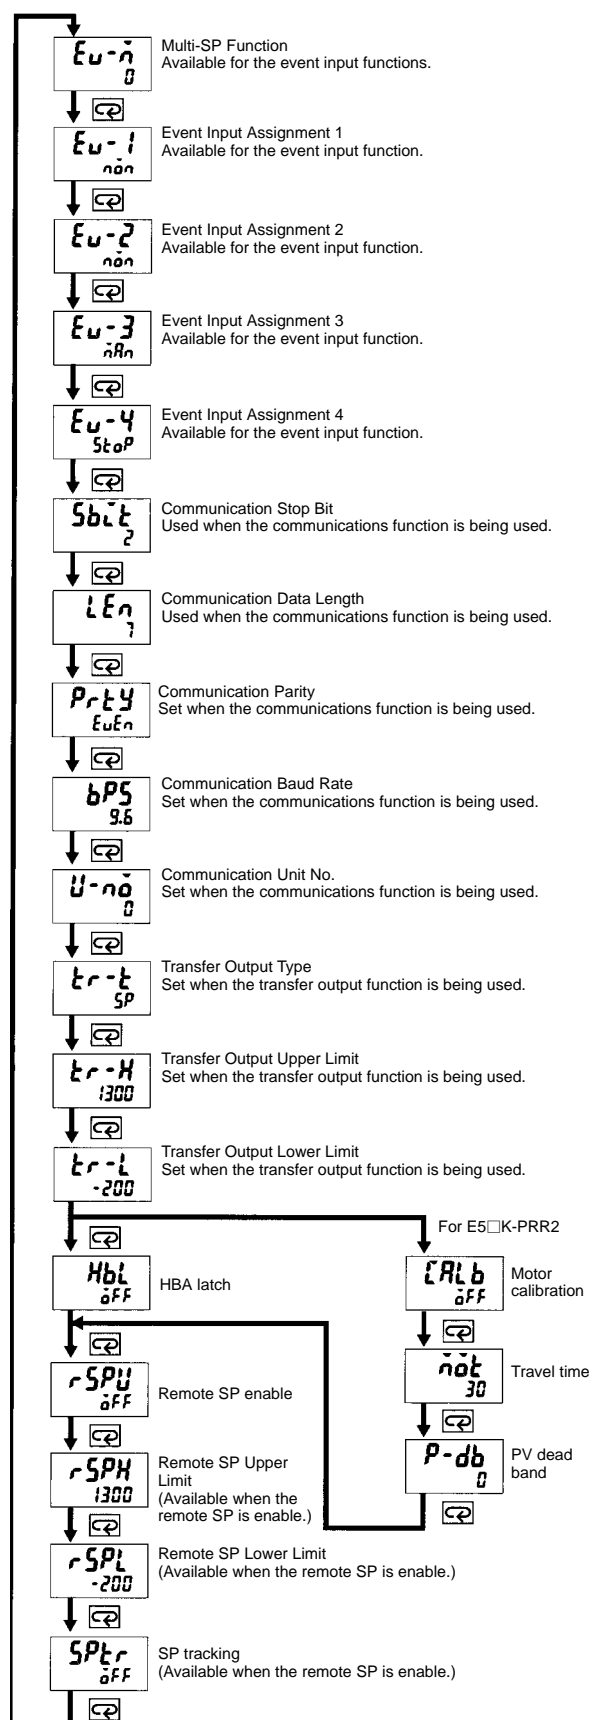 Eu-n
0
Multi-SP Function
Available for the event input functions.
Eu-1
non
Event Input Assignment 1
Available for the event input function.
Eu-2
non
Event Input Assignment 2
Available for the event input function.
Eu-3
nAn
Event Input Assignment 3
Available for the event input function.
Eu-4
StoP
Event Input Assignment 4
Available for the event input function.
Sbit
2
Communication Stop Bit
Used when the communications function is being used.
LEn
7
Communication Data Length
Used when the communications function is being used.
PrtY
EuEn
Communication Parity
Set when the communications function is being used.
bPS
9.6
Communication Baud Rate
Set when the communications function is being used.
U-no
0
Communication Unit No.
Set when the communications function is being used.
tr-t
SP
Transfer Output Type
Set when the transfer output function is being used.
tr-H
1300
Transfer Output Upper Limit
Set when the transfer output function is being used.
tr-L
-200
Transfer Output Lower Limit
Set when the transfer output function is being used.
For E5□K-PRR2
HbL
oFF
HBA latch
CALb
oFF
Motor
calibration
not
30
Travel time
rSPU
oFF
Remote SP enable
P-db
0
PV dead
band
rSPH
1300
Remote SP Upper
Limit
(Available when the
remote SP is enable.)
rSPL
-200
Remote SP Lower Limit
(Available when the remote SP is enable.)
SPtr
oFF
SP tracking
(Available when the remote SP is enable.)